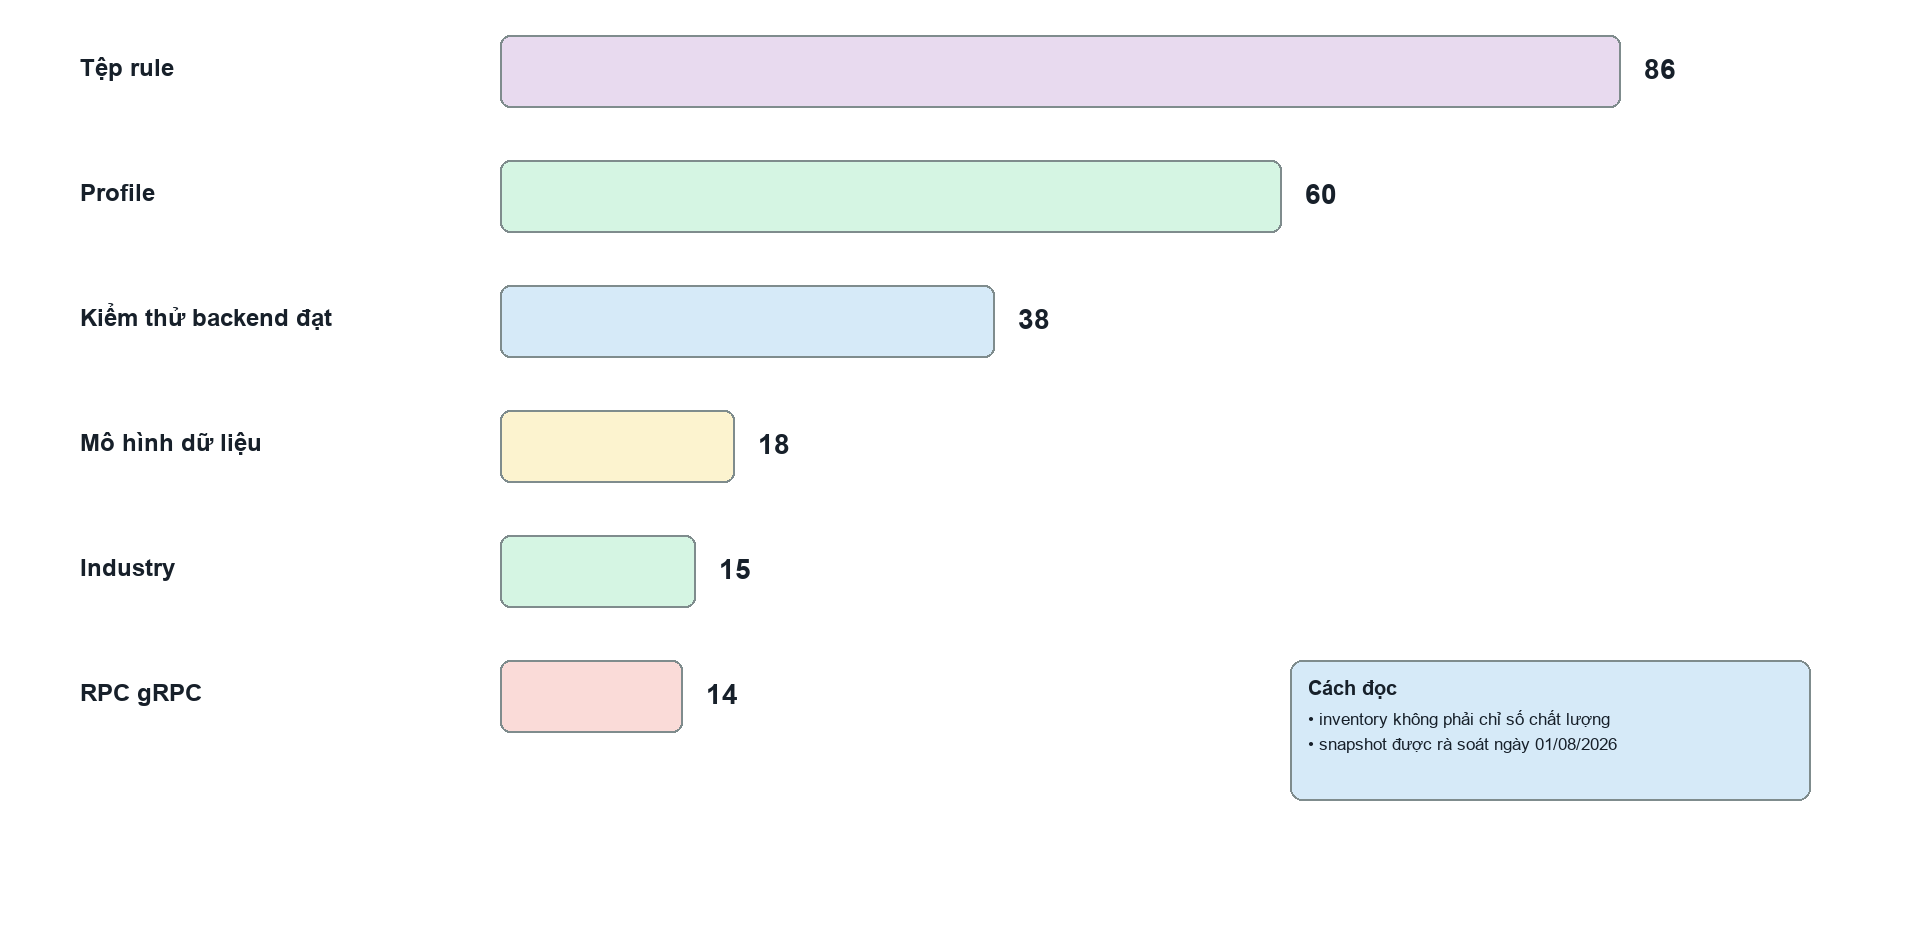 Tệp rule
86
Profile
60
Kiểm thử backend đạt
38
Mô hình dữ liệu
18
Industry
15
RPC gRPC
14
Cách đọc
• inventory không phải chỉ số chất lượng
• snapshot được rà soát ngày 01/08/2026